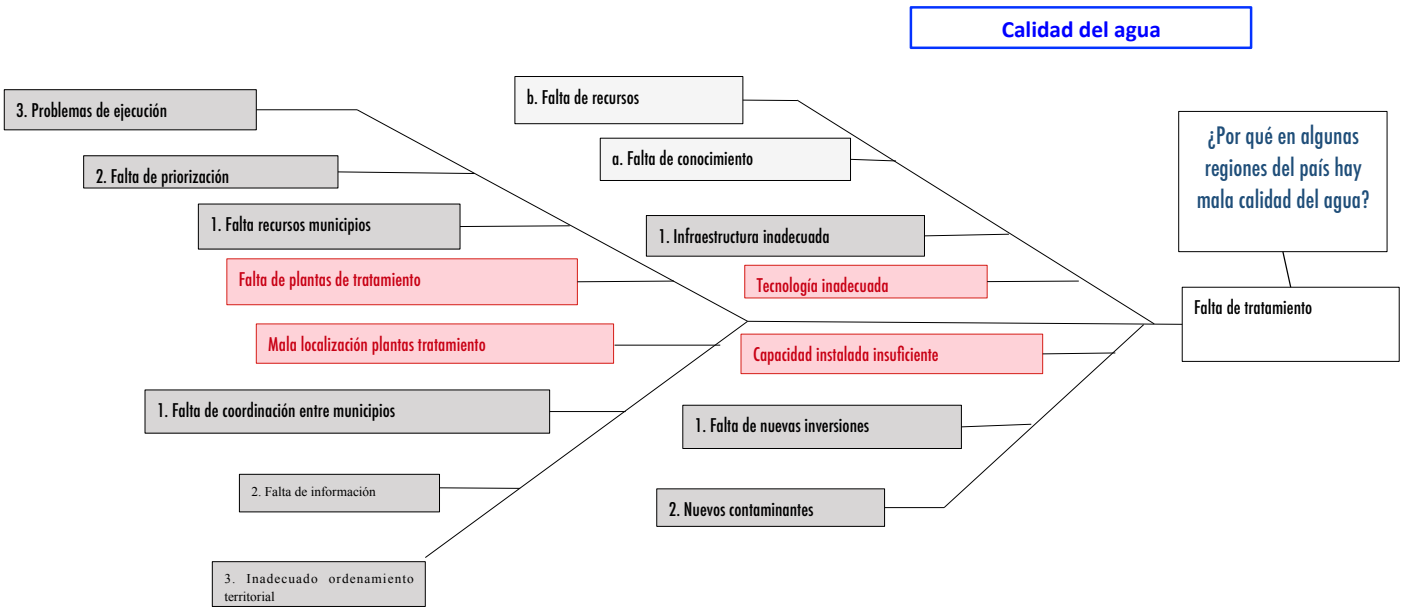 Calidad del agua
3. Problemas de ejecución
2. Falta de priorización
1. Falta recursos municipios
Falta de plantas de tratamiento
Mala localización plantas tratamiento
1. Falta de coordinación entre municipios
2. Falta de información
3. Inadecuado ordenamiento
territorial
b. Falta de recursos
a. Falta de conocimiento
1. Infraestructura inadecuada
Tecnología inadecuada
Capacidad instalada insuficiente
1. Falta de nuevas inversiones
2. Nuevos contaminantes
¿Por qué en algunas
regiones del país hay
mala calidad del agua?
Falta de tratamiento